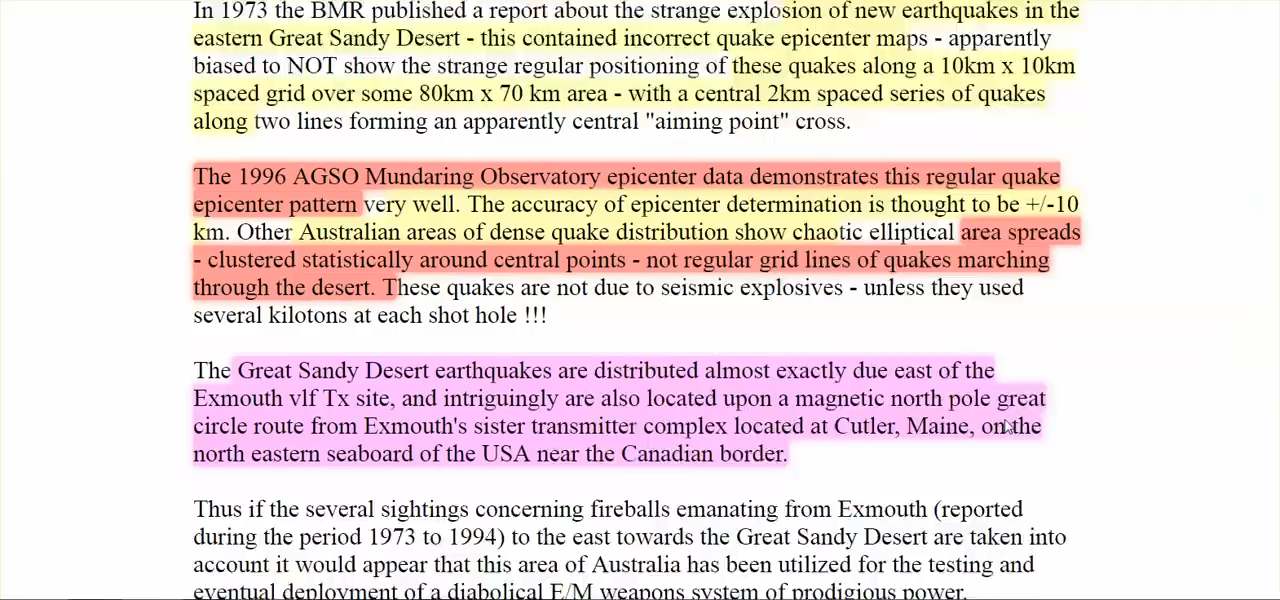 In 1973 the BMR published a report about the strange explosion of new earthquakes in the
eastern Great Sandy Desert - this contained incorrect quake epicenter maps - apparently
biased to NOT show the strange regular positioning of these quakes along a 10km x 10km
spaced grid over some 80km x 70 km area - with a central 2km spaced series of quakes
along two lines forming an apparently central "aiming point" cross.
The 1996 AGSO Mundaring Observatory epicenter data demonstrates this regular quake
epicenter pattern very well. The accuracy of epicenter determination is thought to be +/-10
km. Other Australian areas of dense quake distribution show chaotic elliptical area spreads
- clustered statistically around central points - not regular grid lines of quakes marching
through the desert. These quakes are not due to seismic explosives - unless they used
several kilotons at each shot hole !!!
The Great Sandy Desert earthquakes are distributed almost exactly due east of the
Exmouth vlf Tx site, and intriguingly are also located upon a magnetic north pole great
circle route from Exmouth's sister transmitter complex located at Cutler, Maine, on the
north eastern seaboard of the USA near the Canadian border.
Thus if the several sightings concerning fireballs emanating from Exmouth (reported
during the period 1973 to 1994) to the east towards the Great Sandy Desert are taken into
account it would appear that this area of Australia has been utilized for the testing and
eventual deployment of a diabolical E/M weapons system of prodigious power.